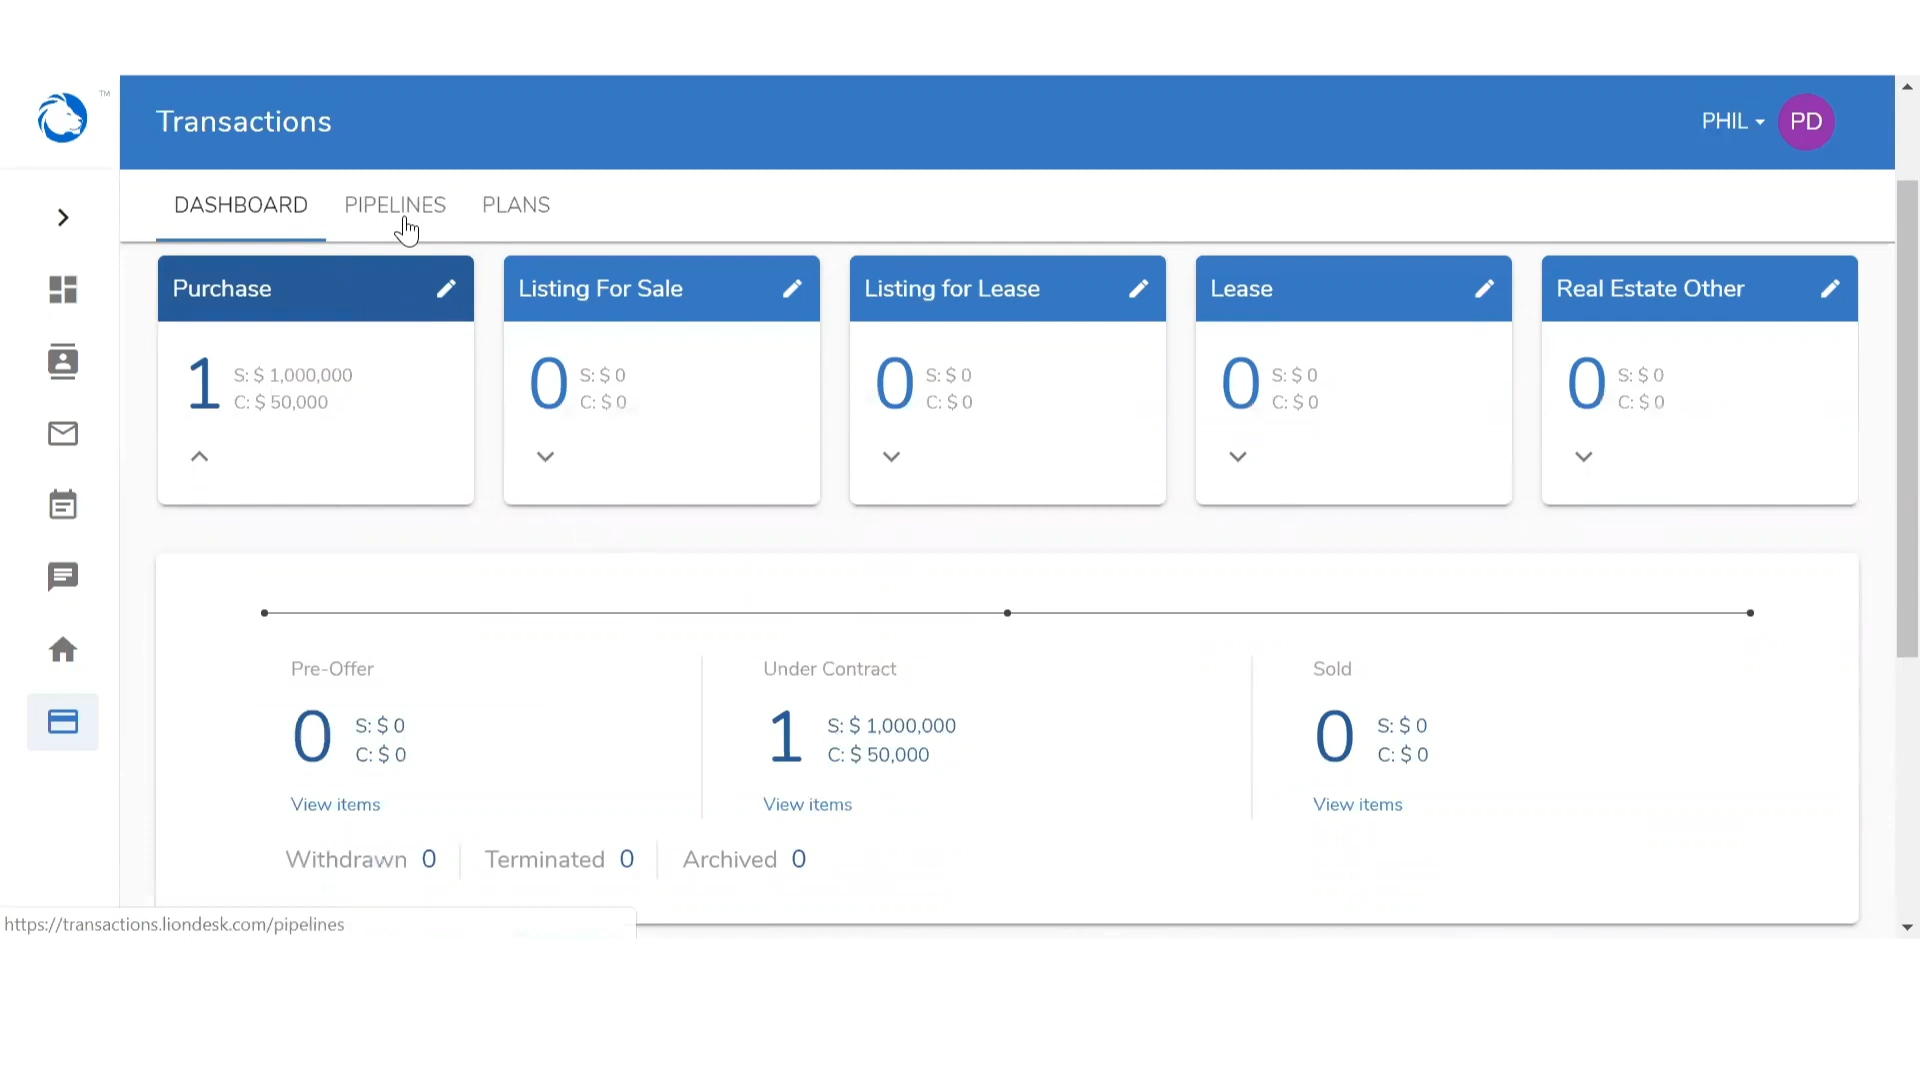 TM
Transactions
PHIL
PD
DASHBOARD PIPELINES PLANS
Purchase
Listing For Sale
Listing for Lease
Lease
Real Estate Other
1 S: $ 1,000,000
C: $ 50,000
0 S: $ 0
C: $ 0
0 S: $ 0
C: $ 0
0 S: $ 0
C: $ 0
0 S: $ 0
C: $ 0
Pre-Offer
0 S: $ 0
C: $ 0
View items
Under Contract
1 S: $ 1,000,000
C: $ 50,000
View items
Sold
0 S: $ 0
C: $ 0
View items
Withdrawn 0 Terminated 0 Archived 0
https://transactions.liondesk.com/pipelines